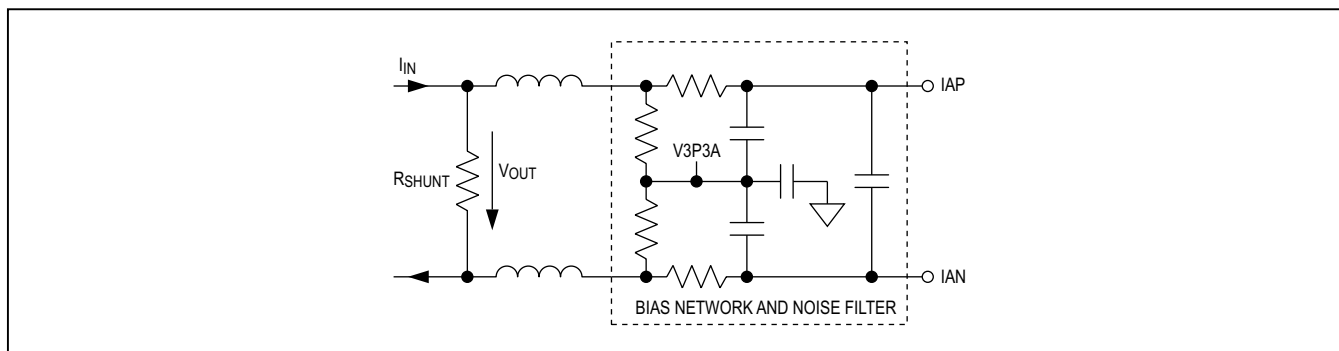 IIN
IAP
V3P3A
RSHUNT
VOUT
IAN
BIAS NETWORK AND NOISE FILTER